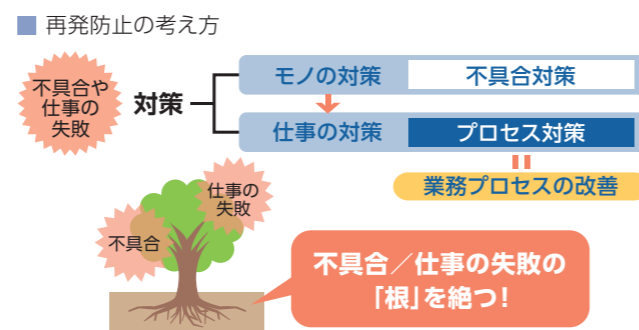 ■ 再発防止の考え方
不具合や
仕事の
失敗
対策
モノの対策
不具合対策
仕事の対策
プロセス対策
業務プロセスの改善
仕事の
失敗
不具合
不具合／仕事の失敗の
「根」を絶つ！